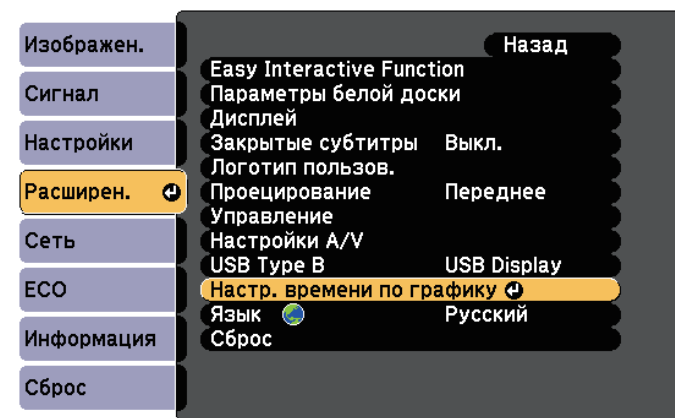 Изображен.
Сигнал
Настройки
Расширен.
Сеть
ECO
Информация
Сброс
Назад
Easy Interactive Function
Параметры белой доски
Дисплей
Закрытые субтитры Выкл.
Логотип пользов.
Проецирование Переднее
Управление
Настройки A/V
USB Type B USB Display
Настр. времени по графику
Язык Русский
Сброс